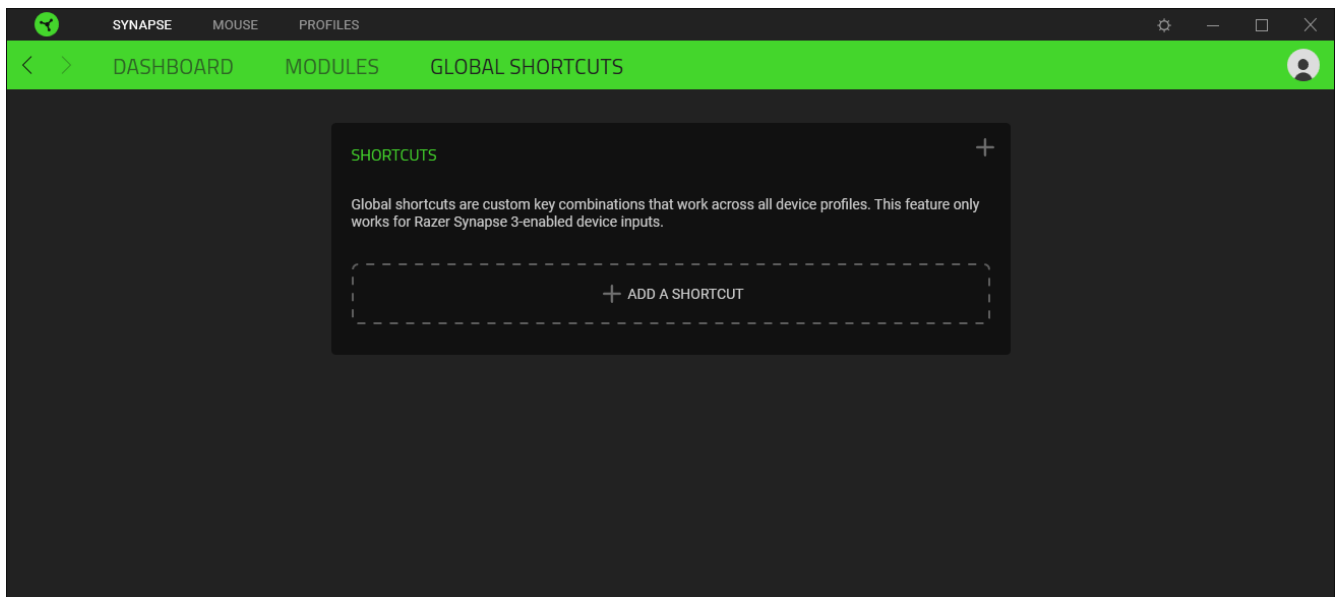 SYNAPSE MOUSE PROFILES
DASHBOARD MODULES GLOBAL SHORTCUTS
SHORTCUTS
Global shortcuts are custom key combinations that work across all device profiles. This feature only
works for Razer Synapse 3-enabled device inputs.
ADD A SHORTCUT